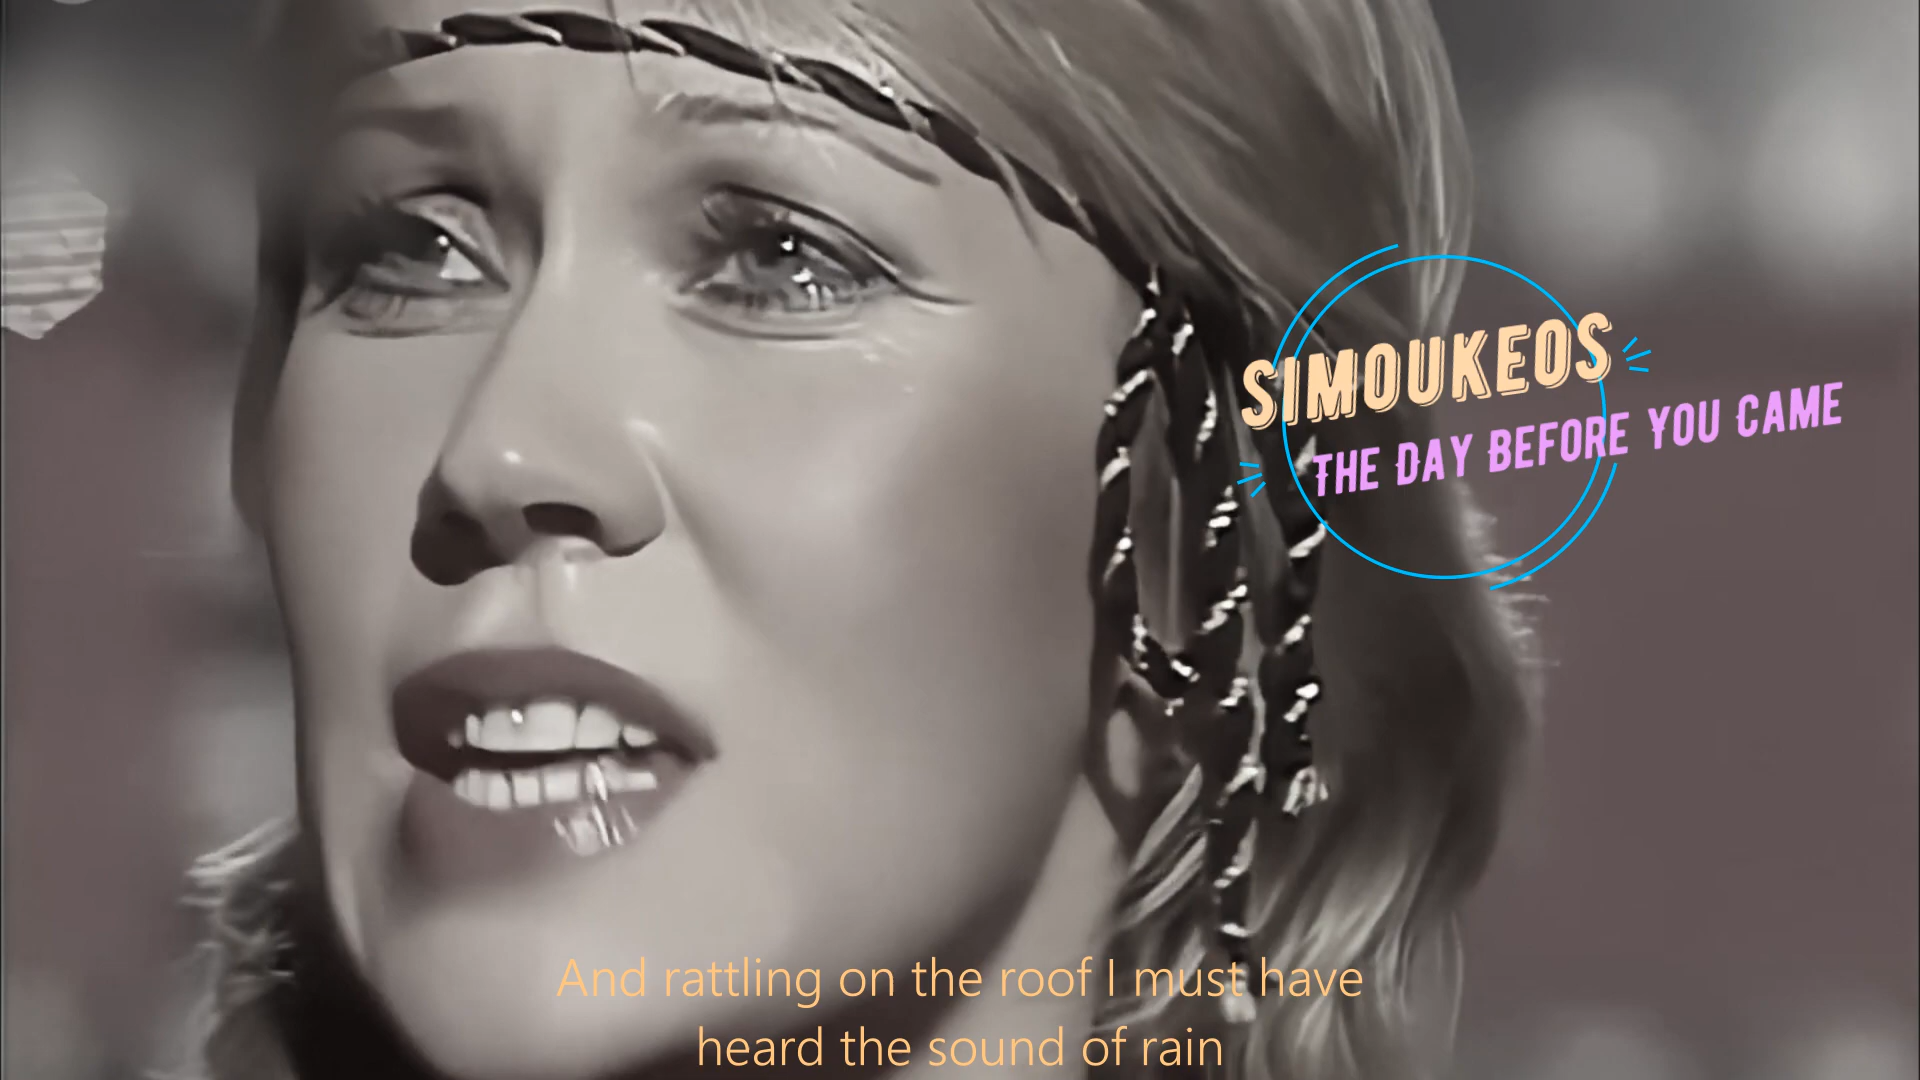 SIMOUKEOS
THE DAY BEFORE YOU CAME
And rattling on the roof I must have
heard the sound of rain